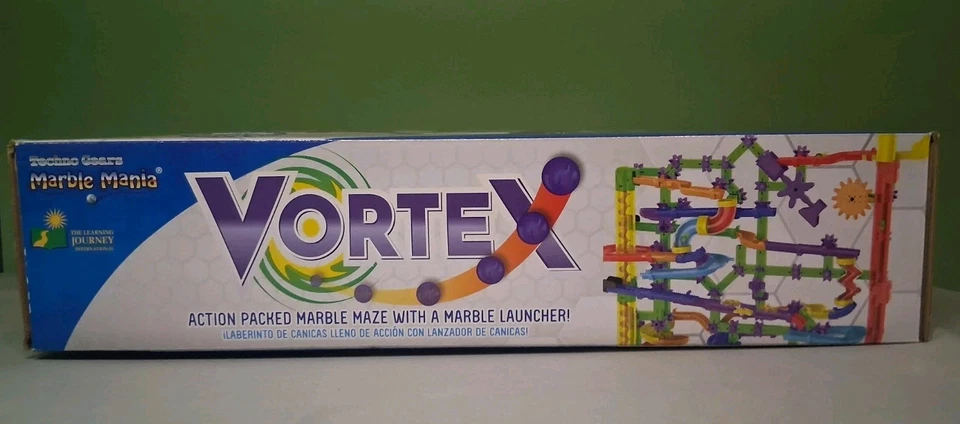 Techno Gears
Marble Mania®
THE LEARNING
JOURNEY
INTERNATIONAL
VORTEX
ACTION PACKED MARBLE MAZE WITH A MARBLE LAUNCHER!
¡LABERINTO DE CANICAS LLENO DE ACCIÓN CON LANZADOR DE CANICAS!